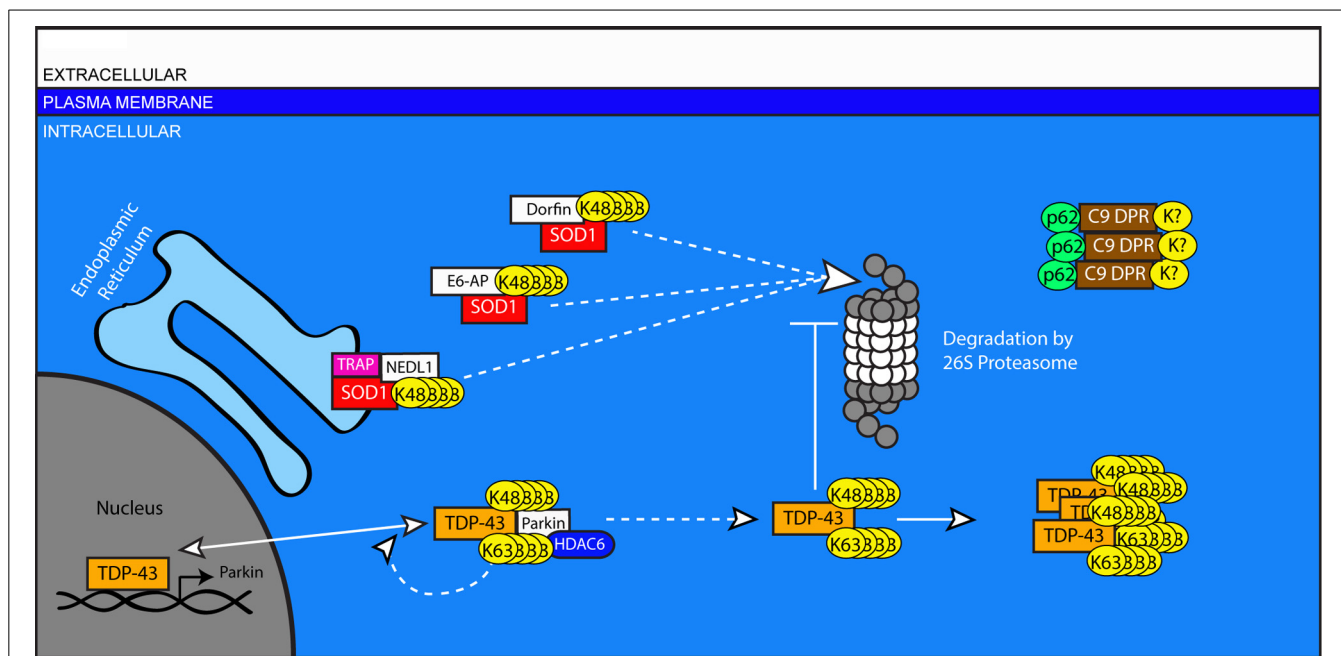 EXTRACELLULAR
PLASMA MEMBRANE
INTRACELLULAR
Endoplasmic
Reticulum
Dorfin
K48
SOD1
E6-AP
K48
SOD1
TRAP
NEDL1
SOD1
K48
p62
C9 DPR
K?
p62
C9 DPR
K?
p62
C9 DPR
K?
Degradation by
26S Proteasome
Nucleus
TDP-43
Parkin
K48
TDP-43
Parkin
K63
HDAC6
K48
TDP-43
K63
K48
K48
TDP-43
K48
K63
TDP-43
K63